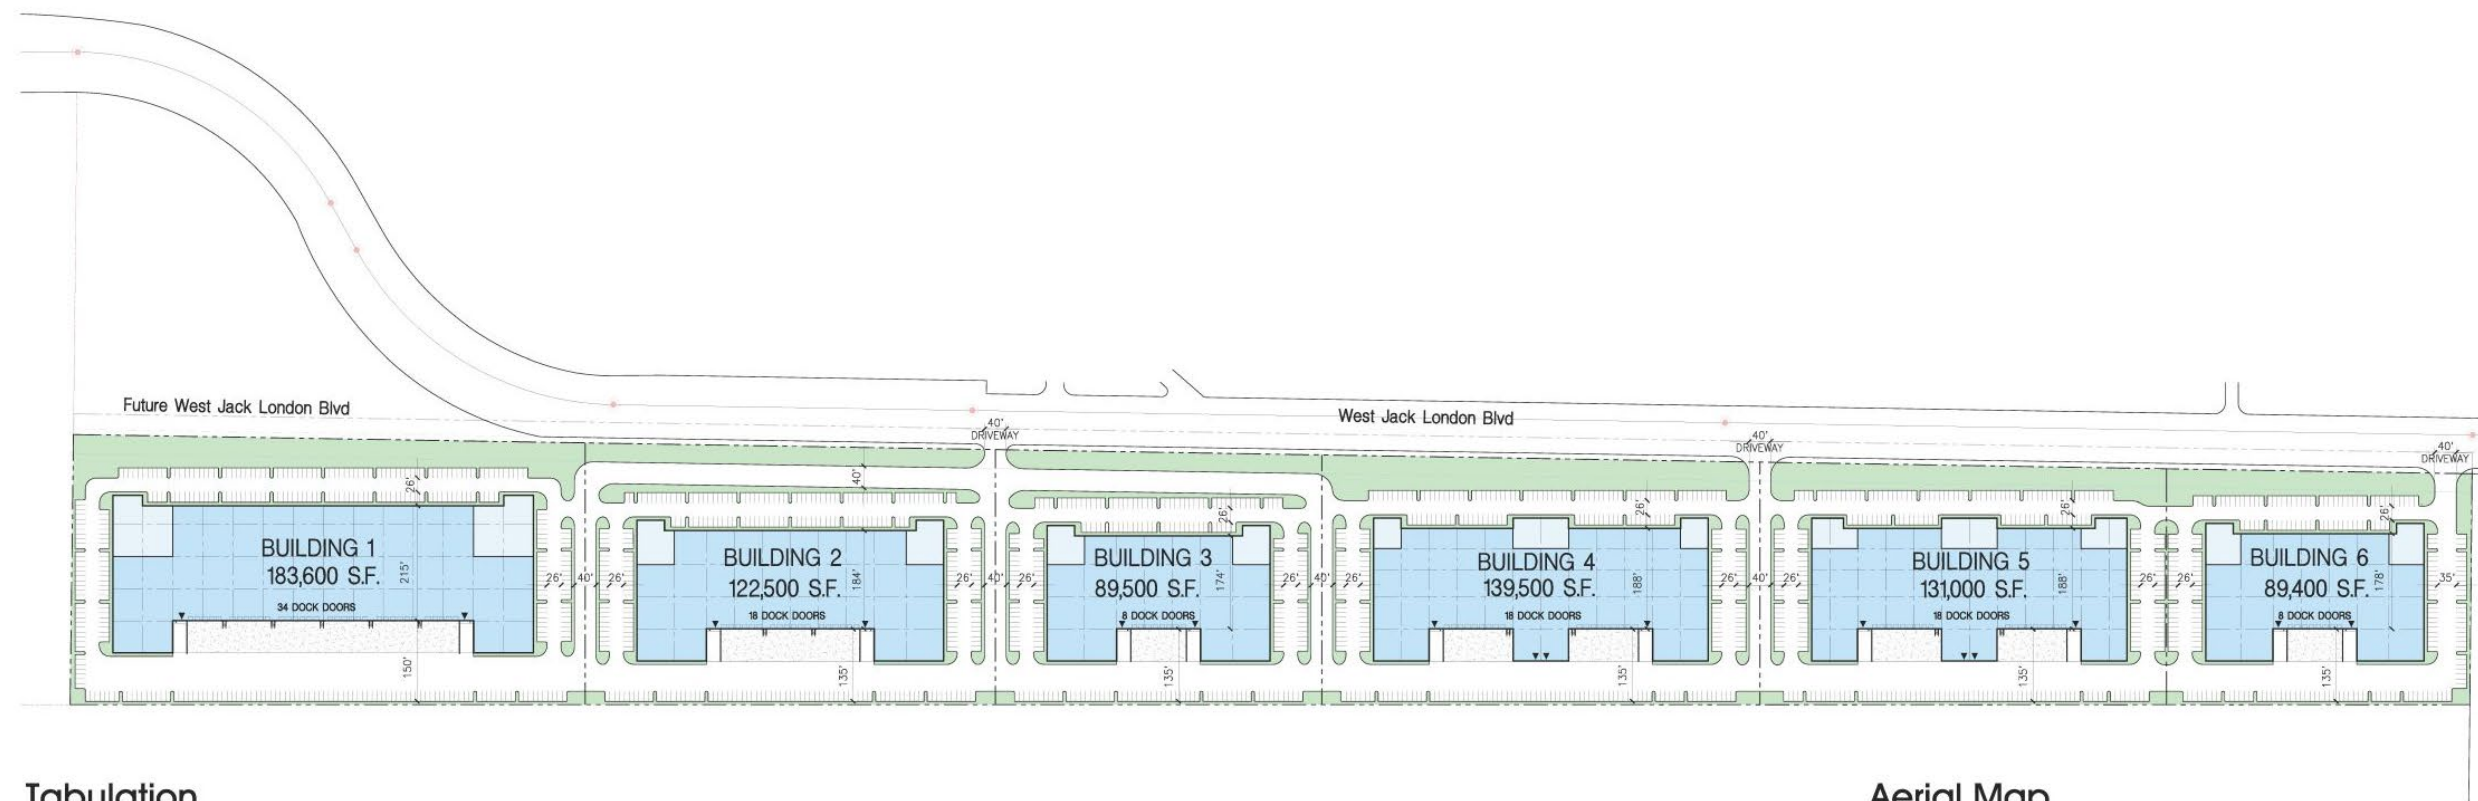 Future West Jack London Blvd
West Jack London Blvd
40'
DRIVEWAY
40'
DRIVEWAY
40'
DRIVEWAY
26'
40'
26'
26'
26'
26'
BUILDING 1
183,600 S.F.
34 DOCK DOORS
215'
150'
26'
40'
26'
BUILDING 2
122,500 S.F.
18 DOCK DOORS
184'
135'
26'
40'
26'
BUILDING 3
89,500 S.F.
8 DOCK DOORS
174'
135'
26'
40'
26'
BUILDING 4
139,500 S.F.
18 DOCK DOORS
188'
135'
26'
40'
26'
BUILDING 5
131,000 S.F.
18 DOCK DOORS
188'
135'
26'
26'
BUILDING 6
89,400 S.F.
8 DOCK DOORS
178'
135'
35'
Tabulation
Aerial Map